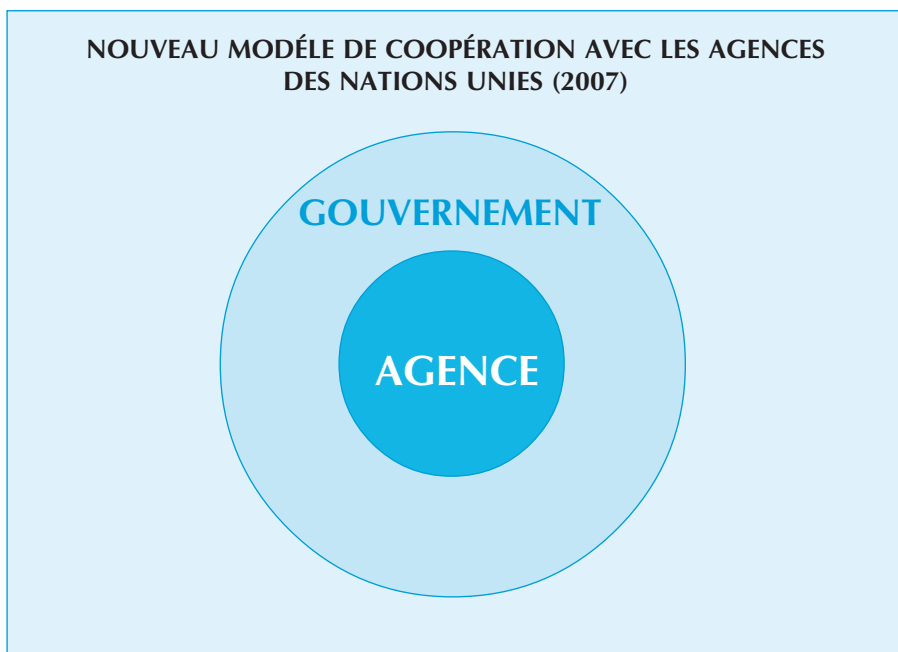 NOUVEAU MODÉLE DE COOPÉRATION AVEC LES AGENCES
DES NATIONS UNIES (2007)
GOUVERNEMENT
AGENCE